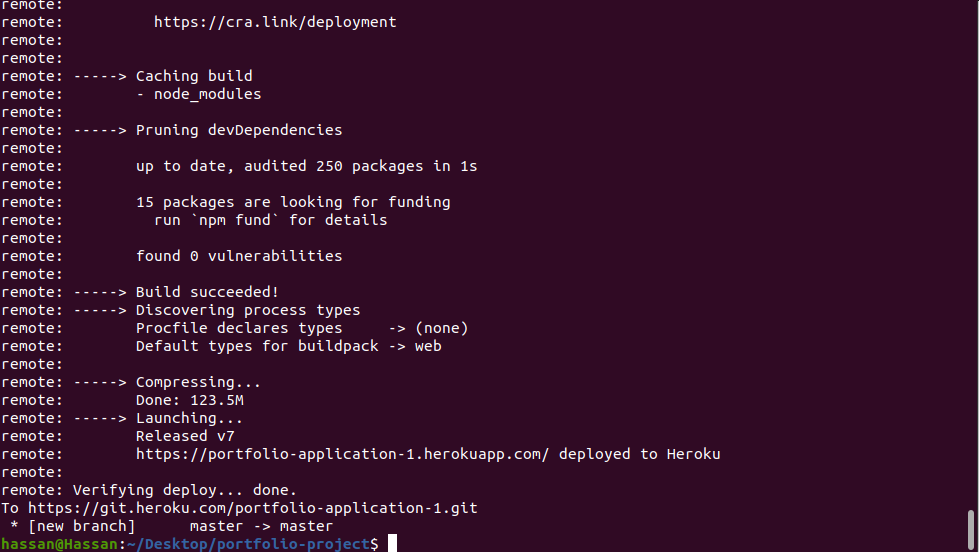 remote:
remote:          https://cra.link/deployment
remote:
remote:
remote: -----> Caching build
remote:        - node_modules
remote:
remote: -----> Pruning devDependencies
remote:
remote:        up to date, audited 250 packages in 1s
remote:
remote:        15 packages are looking for funding
remote:          run `npm fund` for details
remote:
remote:        found 0 vulnerabilities
remote:
remote: -----> Build succeeded!
remote: -----> Discovering process types
remote:        Procfile declares types     -> (none)
remote:        Default types for buildpack -> web
remote:
remote: -----> Compressing...
remote:        Done: 123.5M
remote: -----> Launching...
remote:        Released v7
remote:        https://portfolio-application-1.herokuapp.com/ deployed to Heroku
remote:
remote: Verifying deploy... done.
To https://git.heroku.com/portfolio-application-1.git
 * [new branch]      master -> master
hassan@Hassan:~/Desktop/portfolio-project$